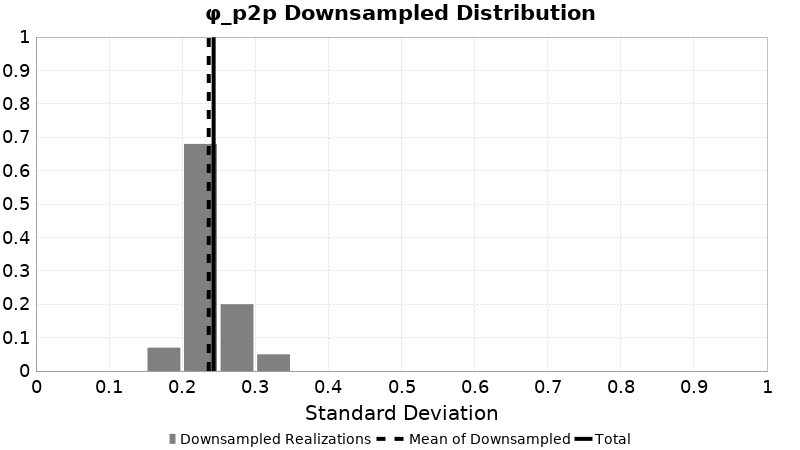 φ_p2p Downsampled Distribution
1
0.9
0.8
0.7
0.6
0.5
0.4
0.3
0.2
0.1
0
0 0.1 0.2 0.3 0.4 0.5 0.6 0.7 0.8 0.9 1
Standard Deviation
Downsampled Realizations Mean of Downsampled Total